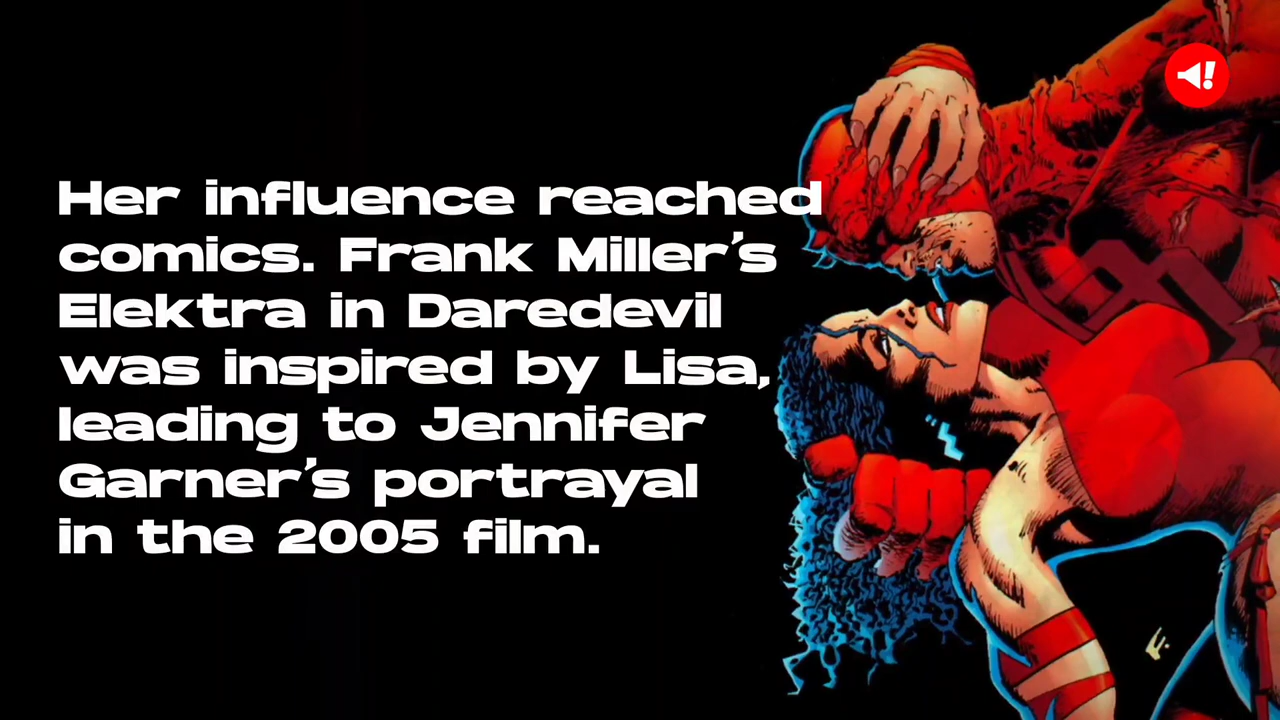 Her influence reached
comics. Frank Miller’s
Elektra in Daredevil
was inspired by Lisa,
leading to Jennifer
Garner’s portrayal
in the 2005 film.